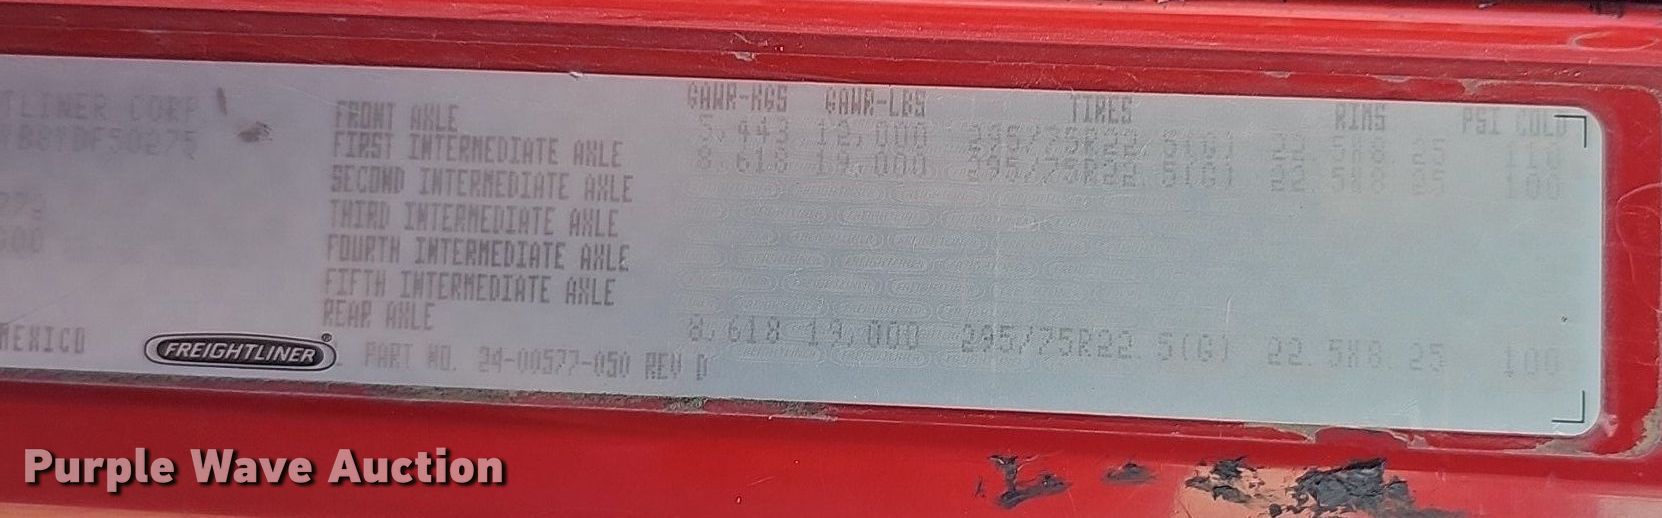 GAWR-KGS GAWR-LBS TIRES RIMS PSI COLD
TLINER CORP FRONT AXLE 5,443 12,000 295/75R22.5(G) 22.5X8.25 110
FIRST INTERMEDIATE AXLE 8,618 19,000 295/75R22.5(G) 22.5X8.25 100
SECOND INTERMEDIATE AXLE
THIRD INTERMEDIATE AXLE
FOURTH INTERMEDIATE AXLE
FIFTH INTERMEDIATE AXLE
REAR AXLE 8,618 19,000 295/75R22.5(G) 22.5X8.25 100
MEXICO FREIGHTLINER PART NO. 24-00577-050 REV D
Purple Wave Auction